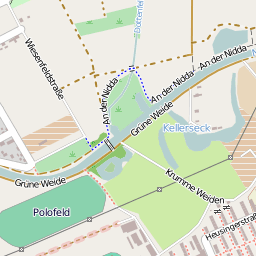 Wiesenfeldstraße
An der Nidda
An der Nidda
An der Nidda
Grüne Weide
Kellerseck
Grüne Weide
Krumme Weiden
Polofeld
Heusingerstraße